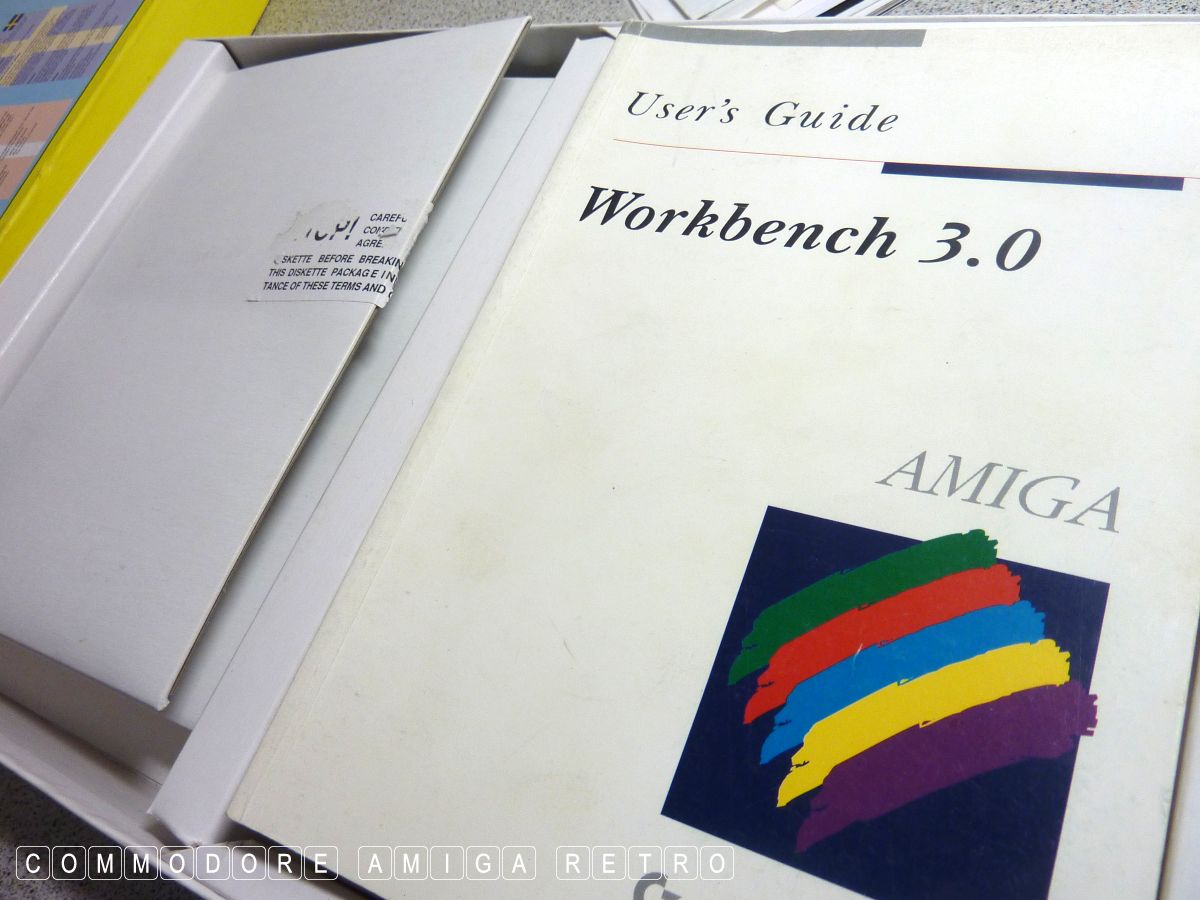 User's Guide
Workbench 3.0
CAREFU
AGRE
SKETTE BEFORE BREAKIN
THIS DISKETTE PACKAGE IN
TANCE OF THESE TERMS AND
AMIGA
COMMODORE AMIGA RETRO